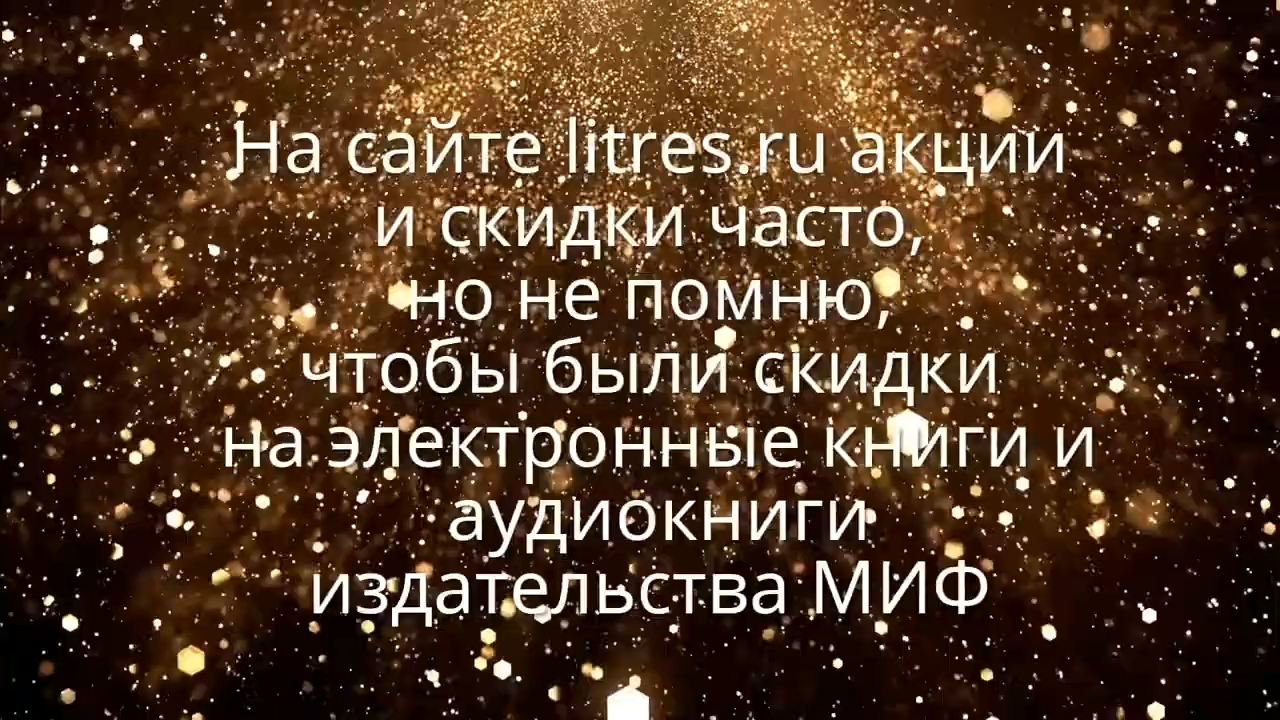 На сайте litres.ru акции
и скидки часто,
но не помню,
чтобы были скидки
на электронные книги и
аудиокниги
издательства МИФ